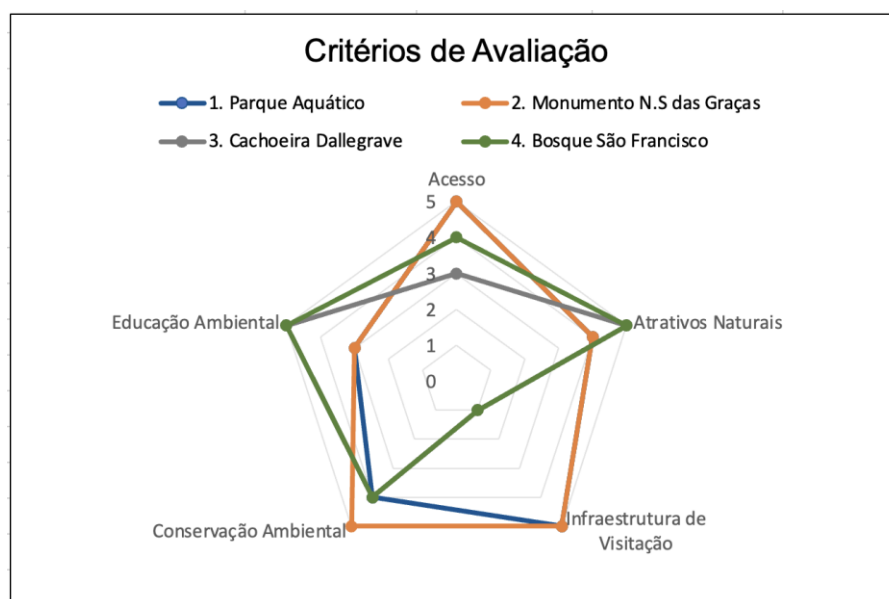 Critérios de Avaliação
1. Parque Aquático
2. Monumento N.S das Graças
3. Cachoeira Dallegrave
4. Bosque São Francisco
Acesso
5
4
3
2
1
0
Educação Ambiental
Atrativos Naturais
Conservação Ambiental
Infraestrutura de
Visitação